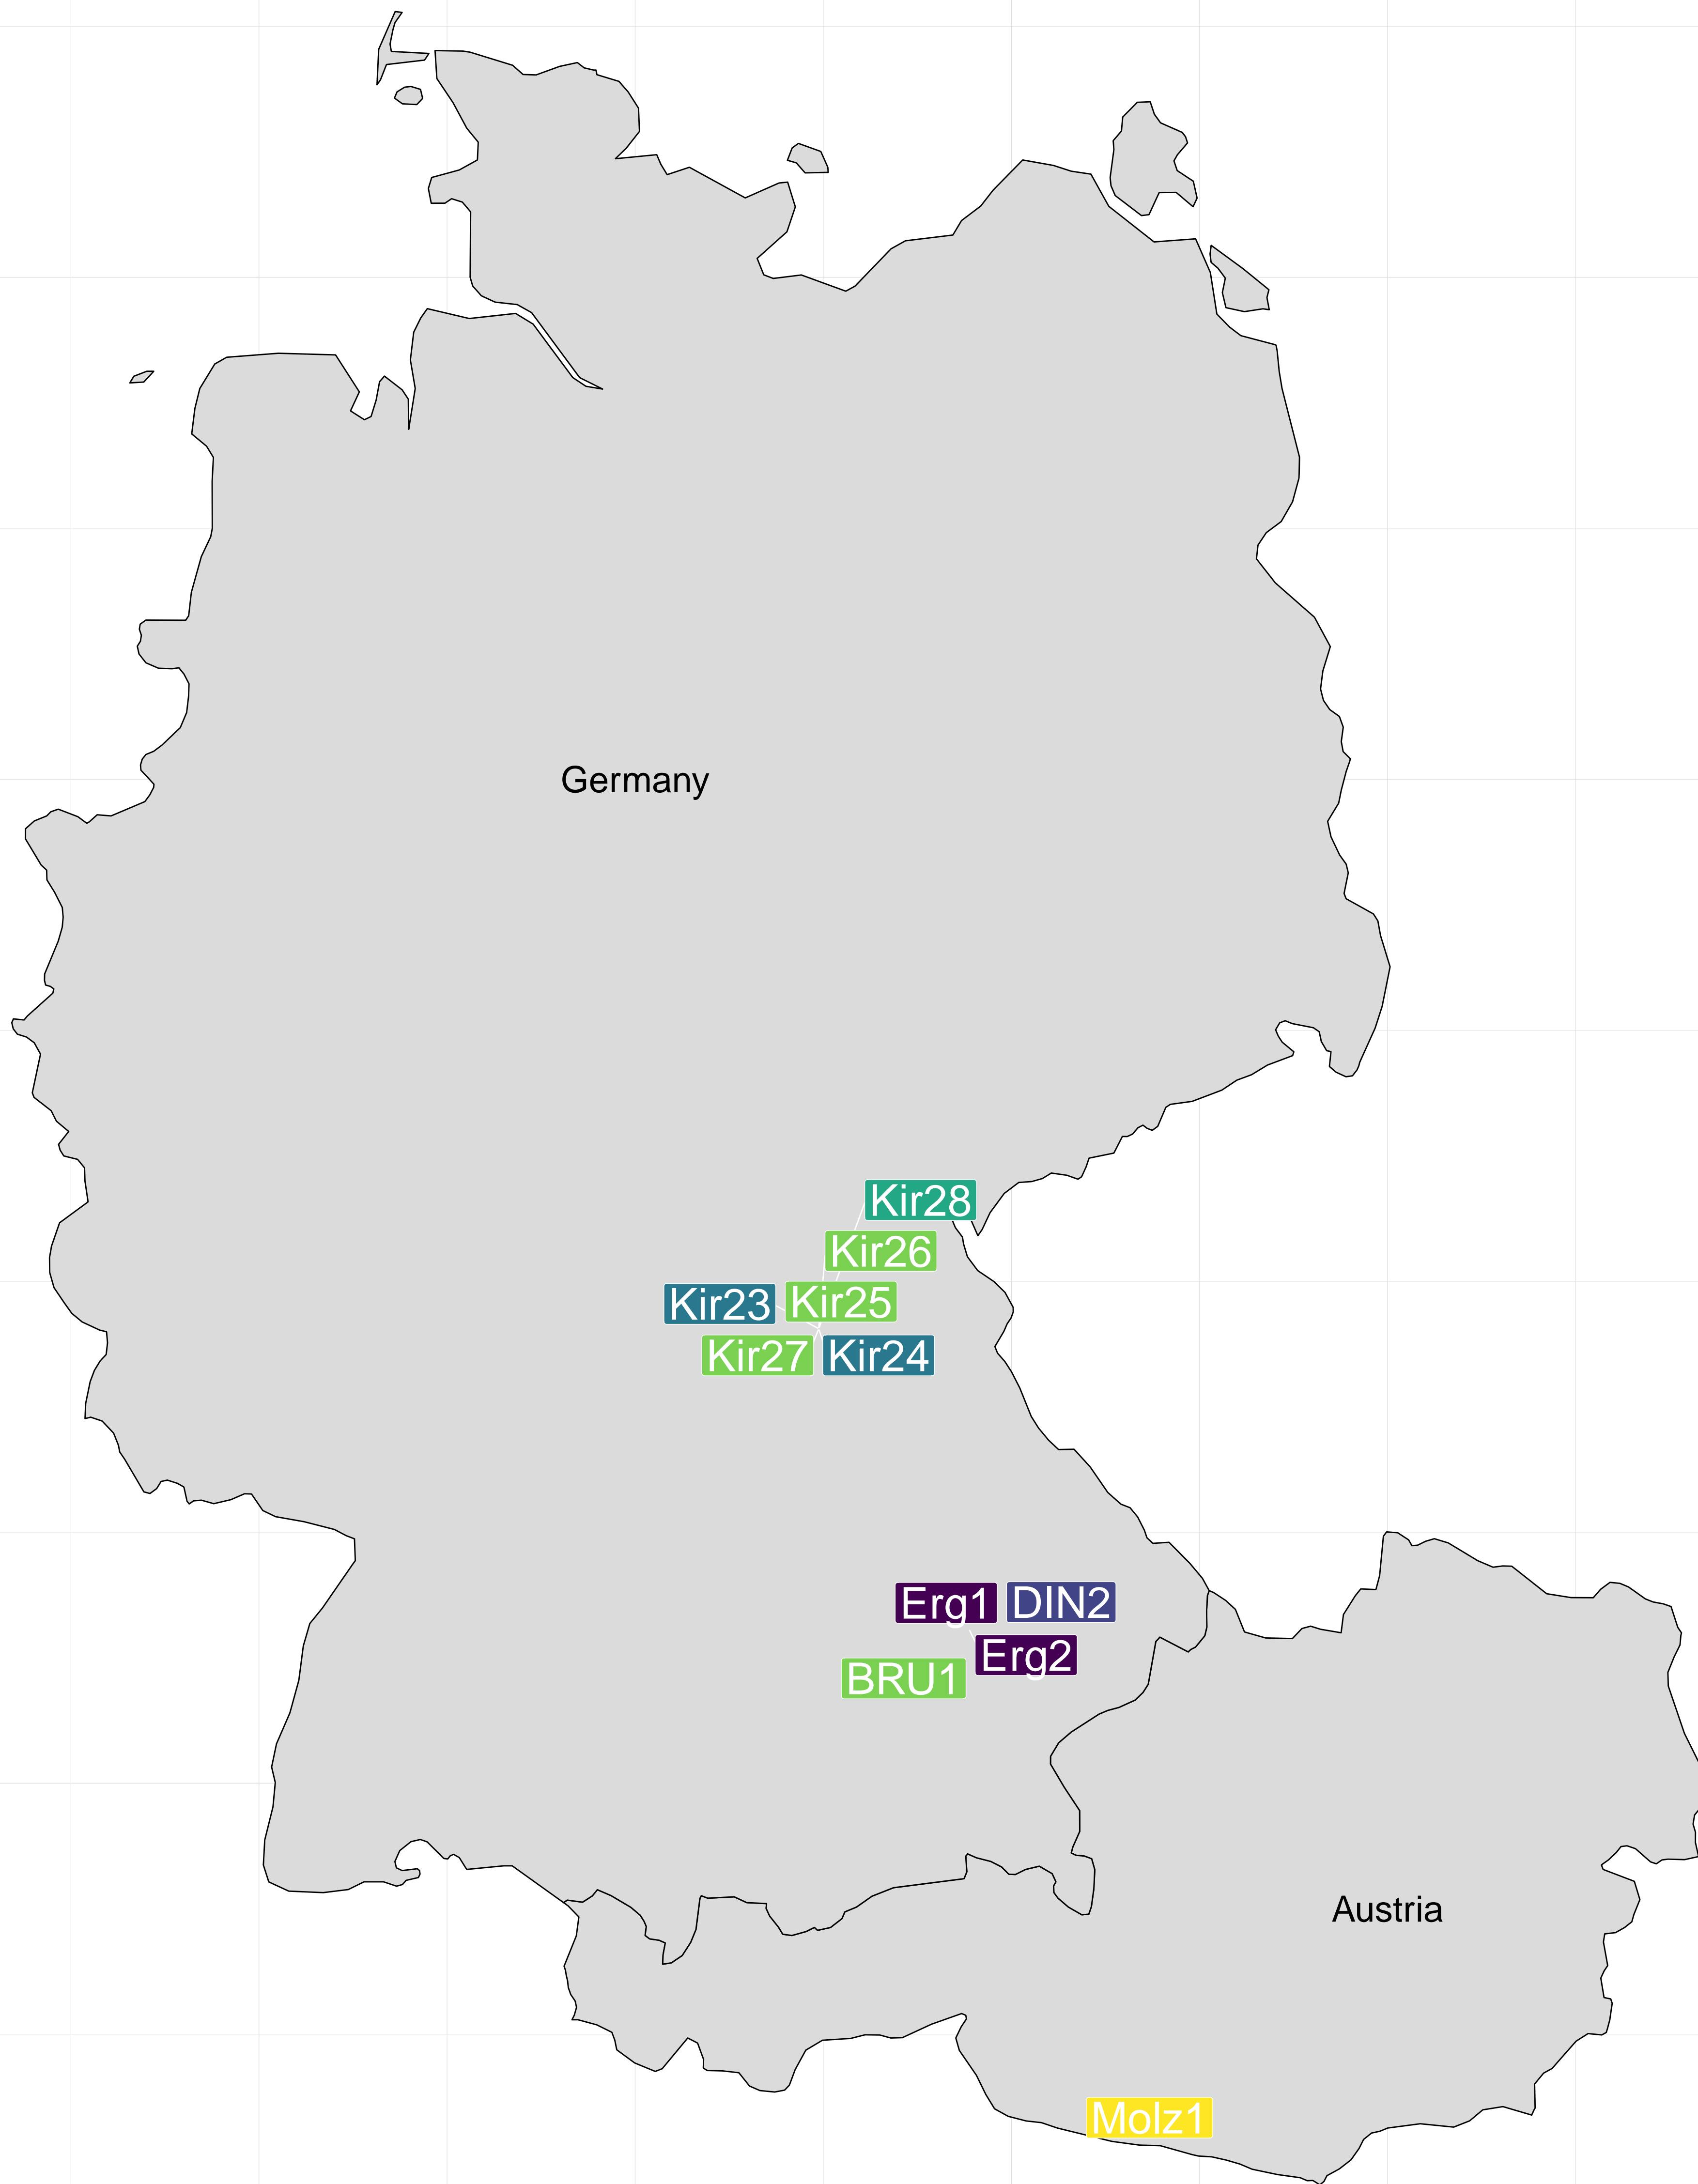 Germany
Kir28
Kir26
Kir23 Kir25
Kir27 Kir24
Erg1 DIN2
Erg2
BRU1
Austria
Molz1